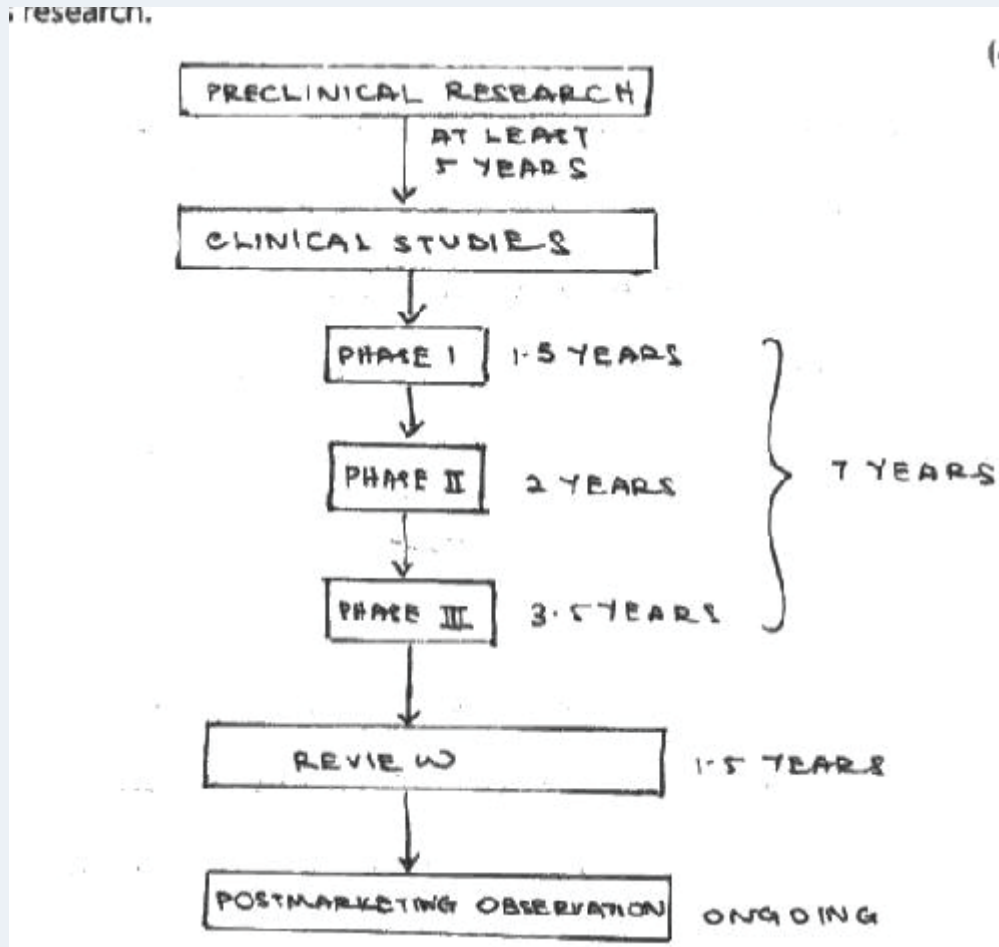 research.
PRECLINICAL RESEARCH
AT LEAST
5 YEARS
CLINICAL STUDIES
PHASE I 1.5 YEARS
7 YEARS
PHASE II 2 YEARS
PHASE III 3.5 YEARS
REVIEW 1.5 YEARS
POSTMARKETING OBSERVATION ONGOING